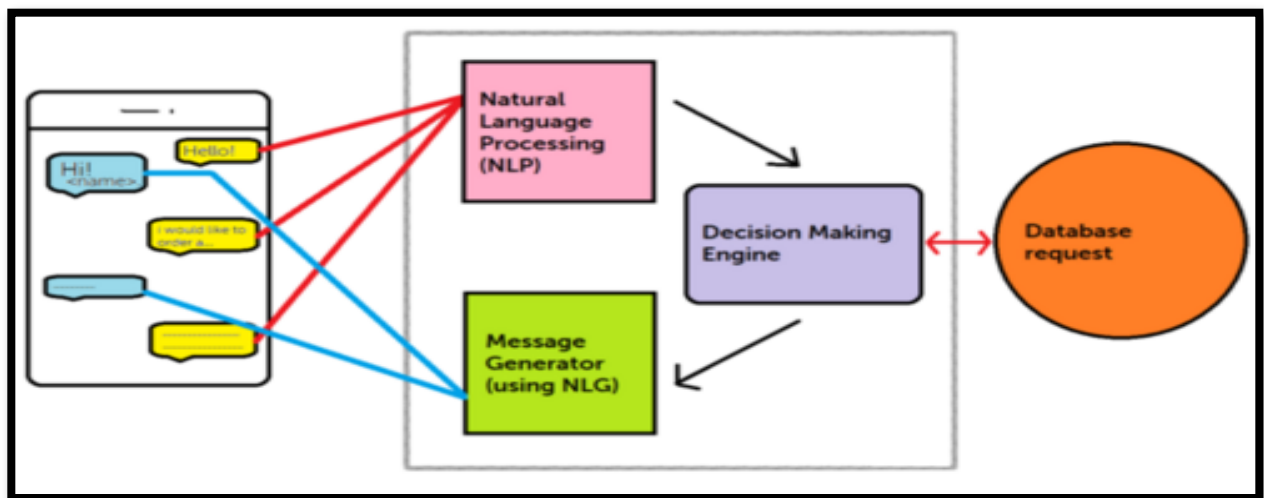 Hello!
Hi!
<name>
i would like to
order a...
Natural
Language
Processing
(NLP)
Decision Making
Engine
Message
Generator
(using NLG)
Database
request